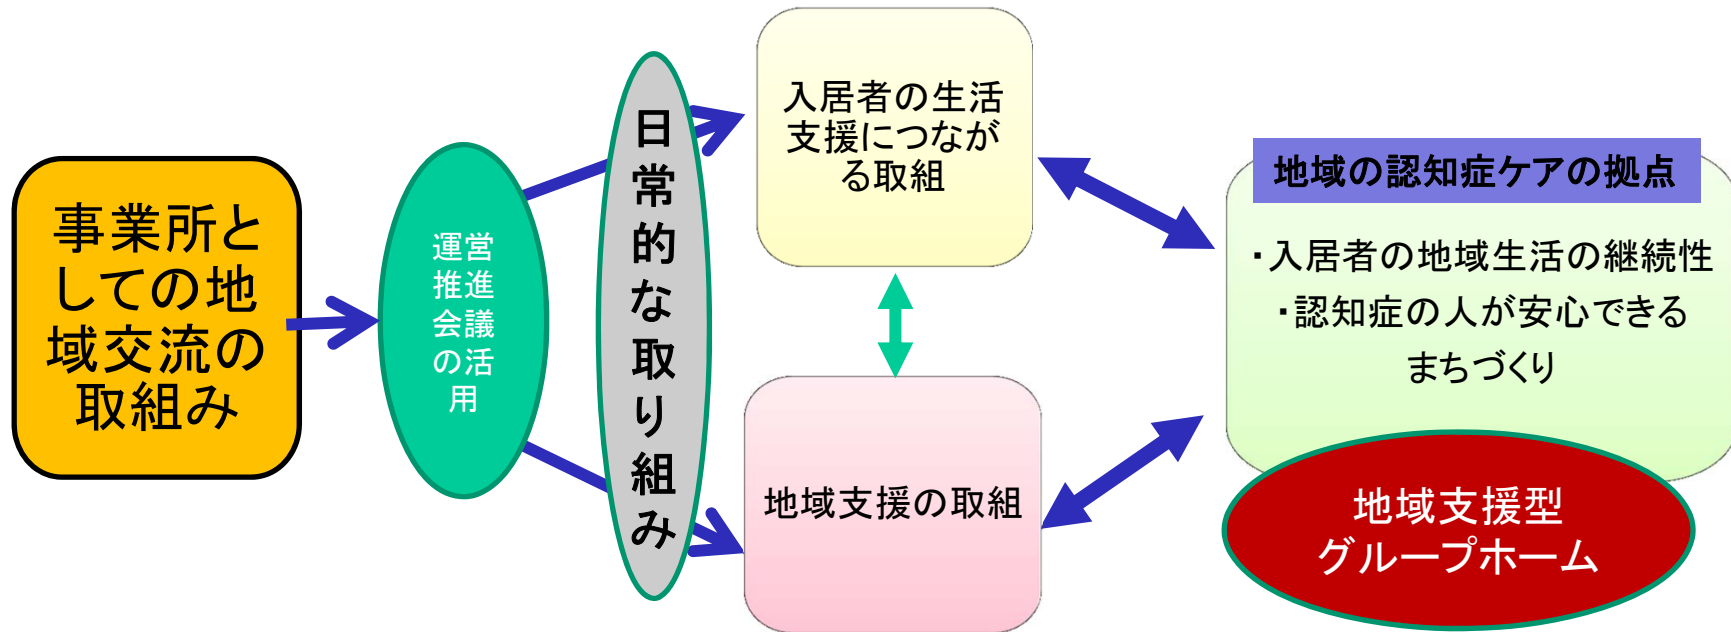 事業所と
しての地
域交流の
取組み
運営
推進
会議
の活
用
日常的な取り組み
入居者の生活
支援につなが
る取組
地域支援の取組
地域の認知症ケアの拠点
・入居者の地域生活の継続性
・認知症の人が安心できる
まちづくり
地域支援型
グループホーム